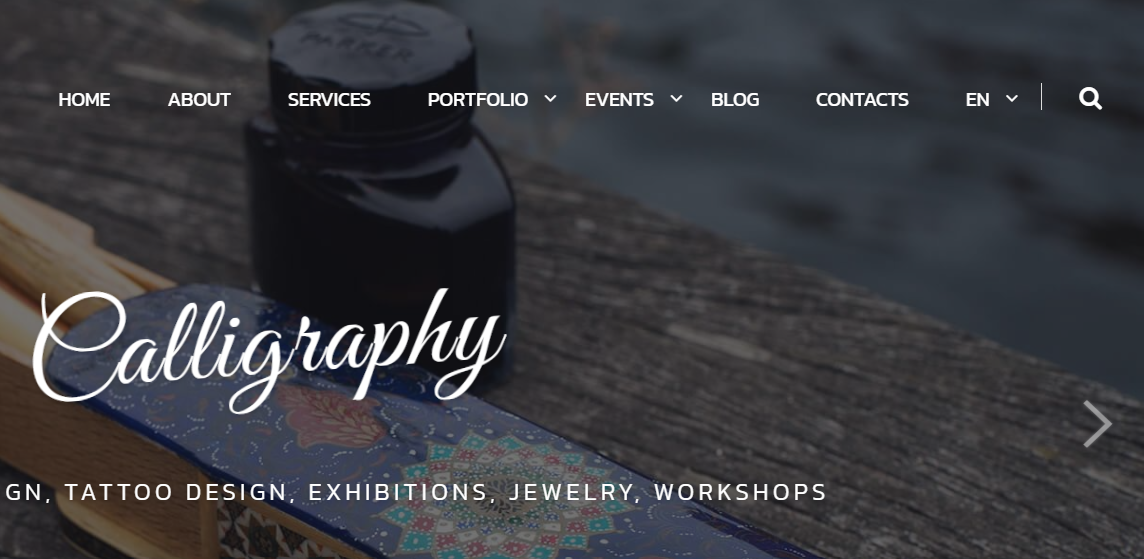 PARKER
HOME ABOUT SERVICES PORTFOLIO EVENTS BLOG CONTACTS EN
Calligraphy
GN, TATTOO DESIGN, EXHIBITIONS, JEWELRY, WORKSHOPS